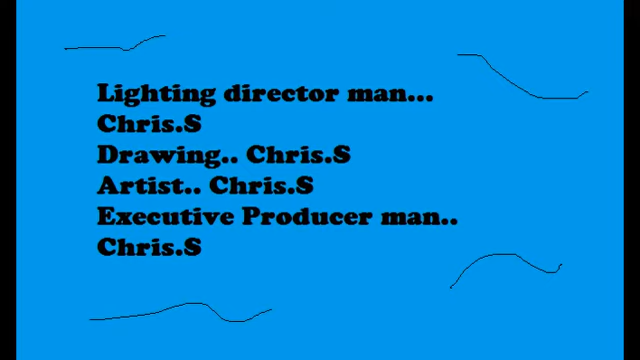 Lighting director man...
Chris.S
Drawing.. Chris.S
Artist.. Chris.S
Executive Producer man..
Chris.S